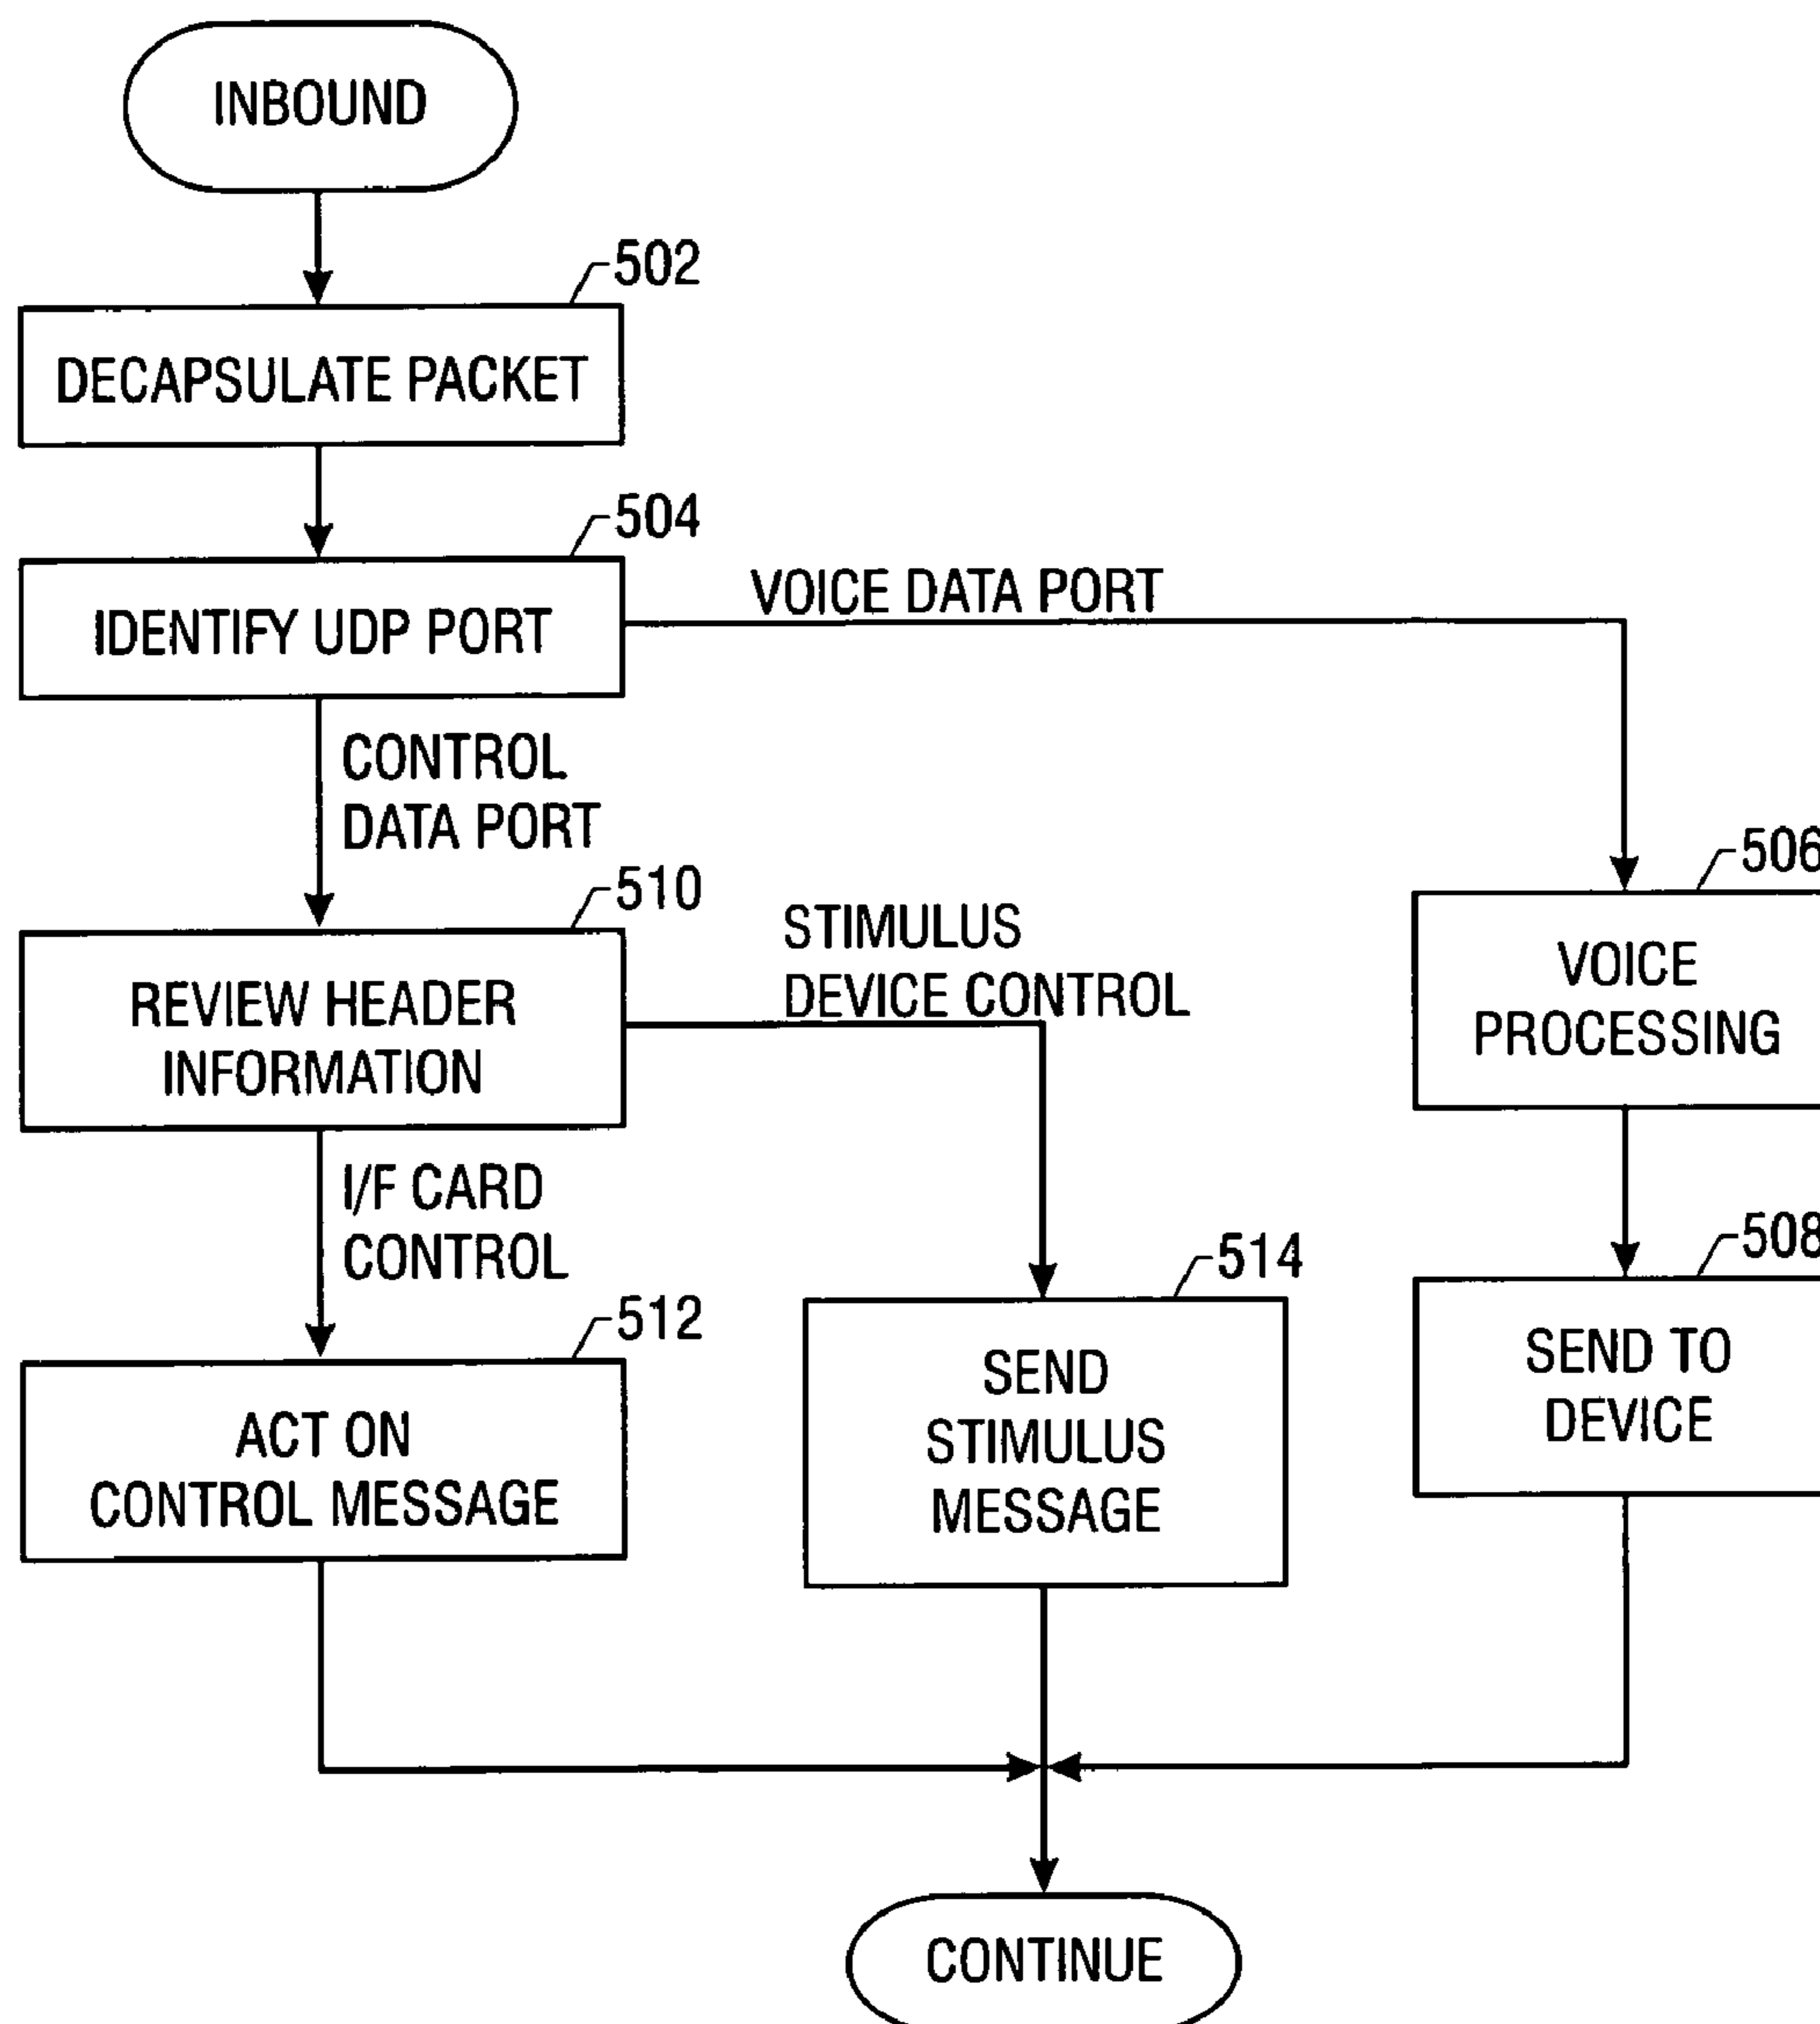 INBOUND
502
DECAPSULATE PACKET
504
IDENTIFY UDP PORT
VOICE DATA PORT
CONTROL
DATA PORT
510
REVIEW HEADER
INFORMATION
STIMULUS
DEVICE CONTROL
506
VOICE
PROCESSING
I/F CARD
CONTROL
512
ACT ON
CONTROL MESSAGE
514
SEND
STIMULUS
MESSAGE
508
SEND TO
DEVICE
CONTINUE